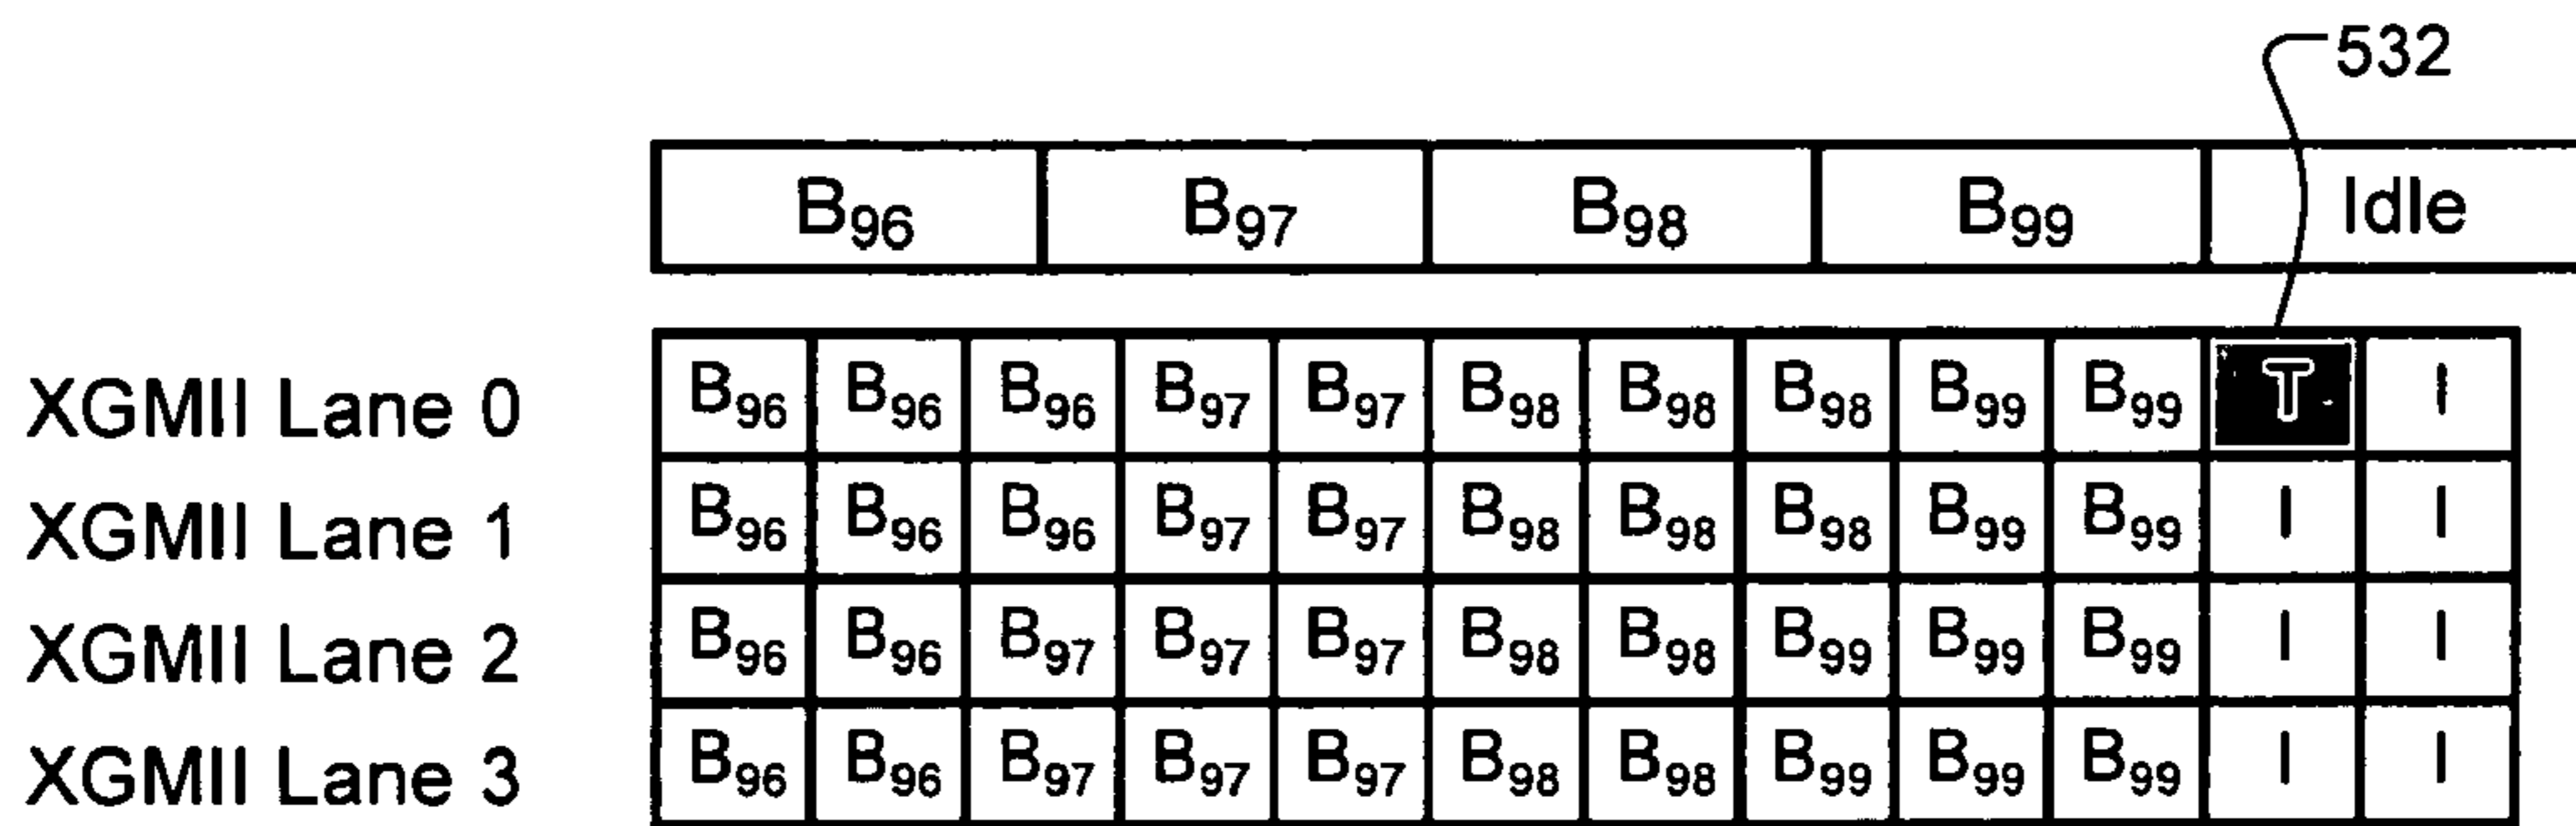 532
B96 B97 B98 B99 Idle
XGMII Lane 0 B96 B96 B96 B97 B97 B98 B98 B98 B99 B99 T I
XGMII Lane 1 B96 B96 B96 B97 B97 B98 B98 B98 B99 B99 I I
XGMII Lane 2 B96 B96 B97 B97 B97 B98 B98 B99 B99 B99 I I
XGMII Lane 3 B96 B96 B97 B97 B97 B98 B98 B99 B99 B99 I I